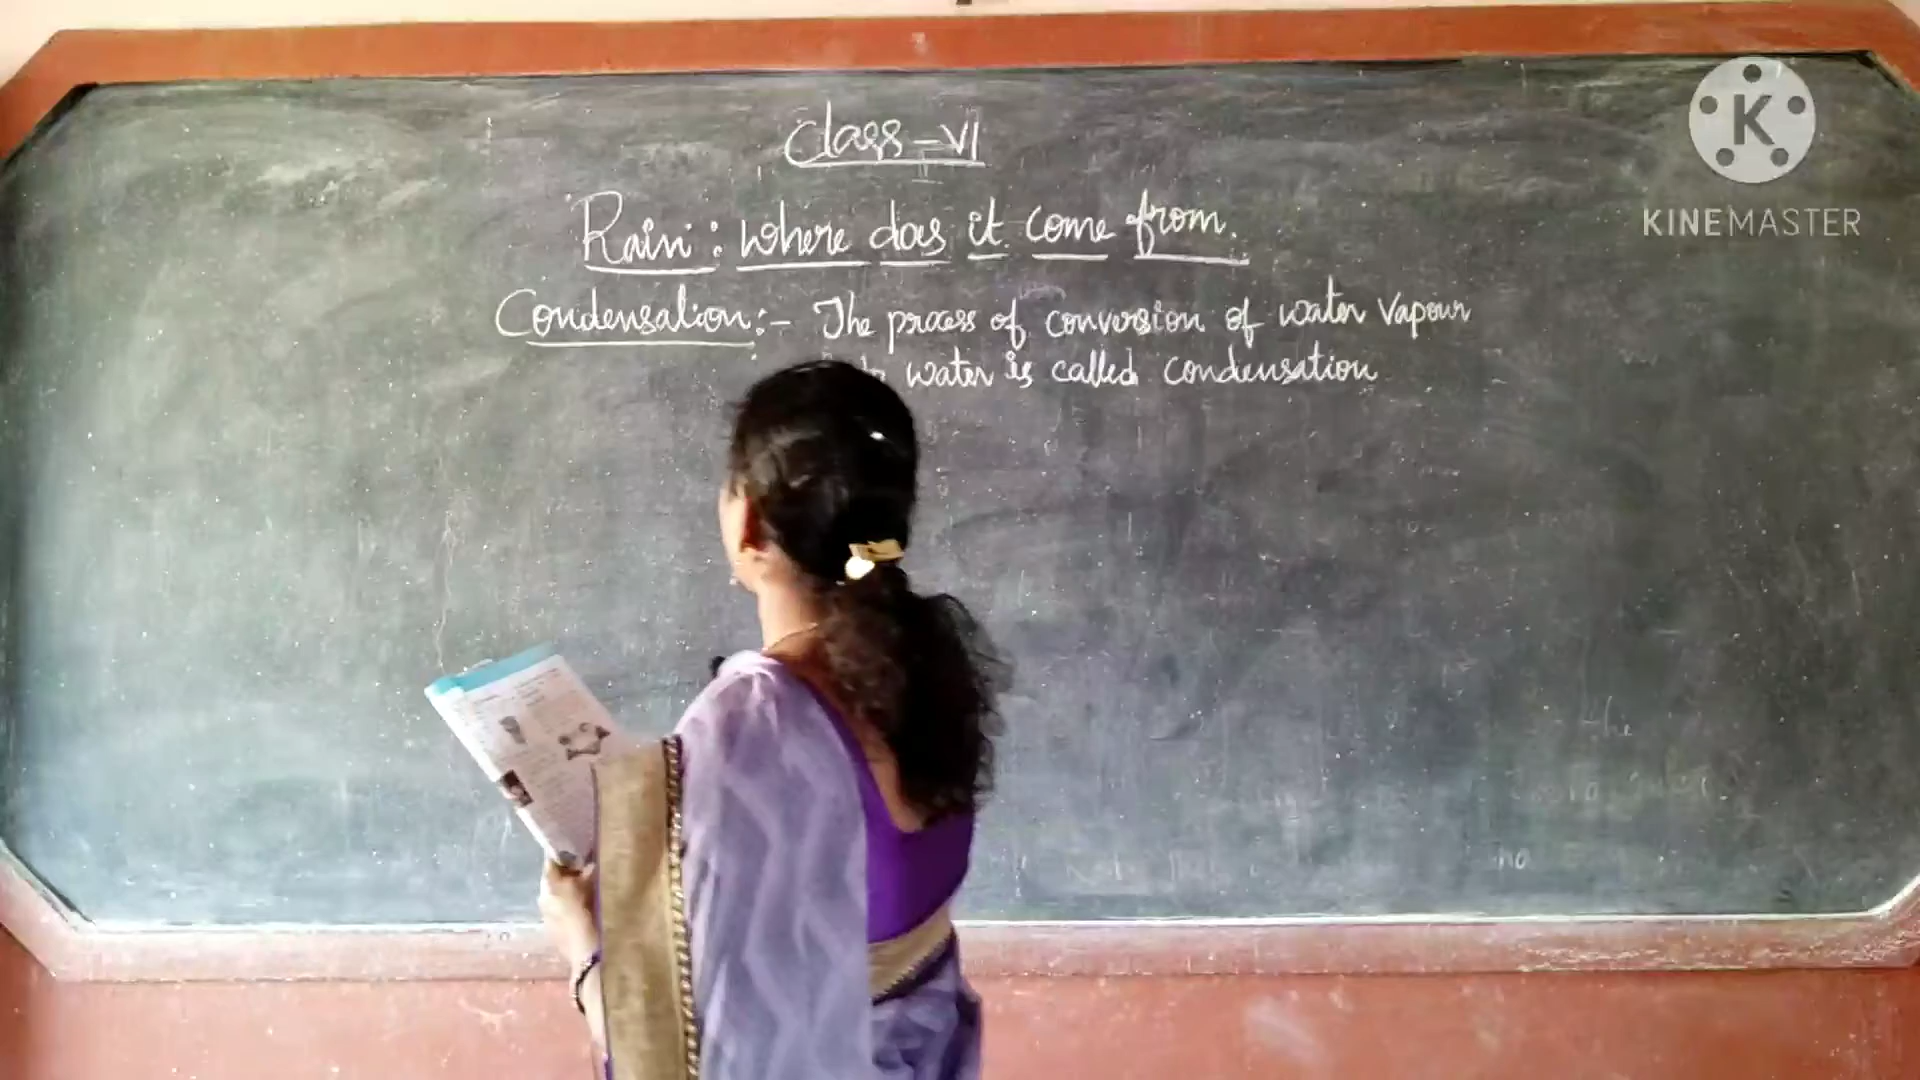 Class - VI
Rain : Where does it come from.
Condensation :- The process of conversion of water vapour
water is called condensation
K
KINEMASTER